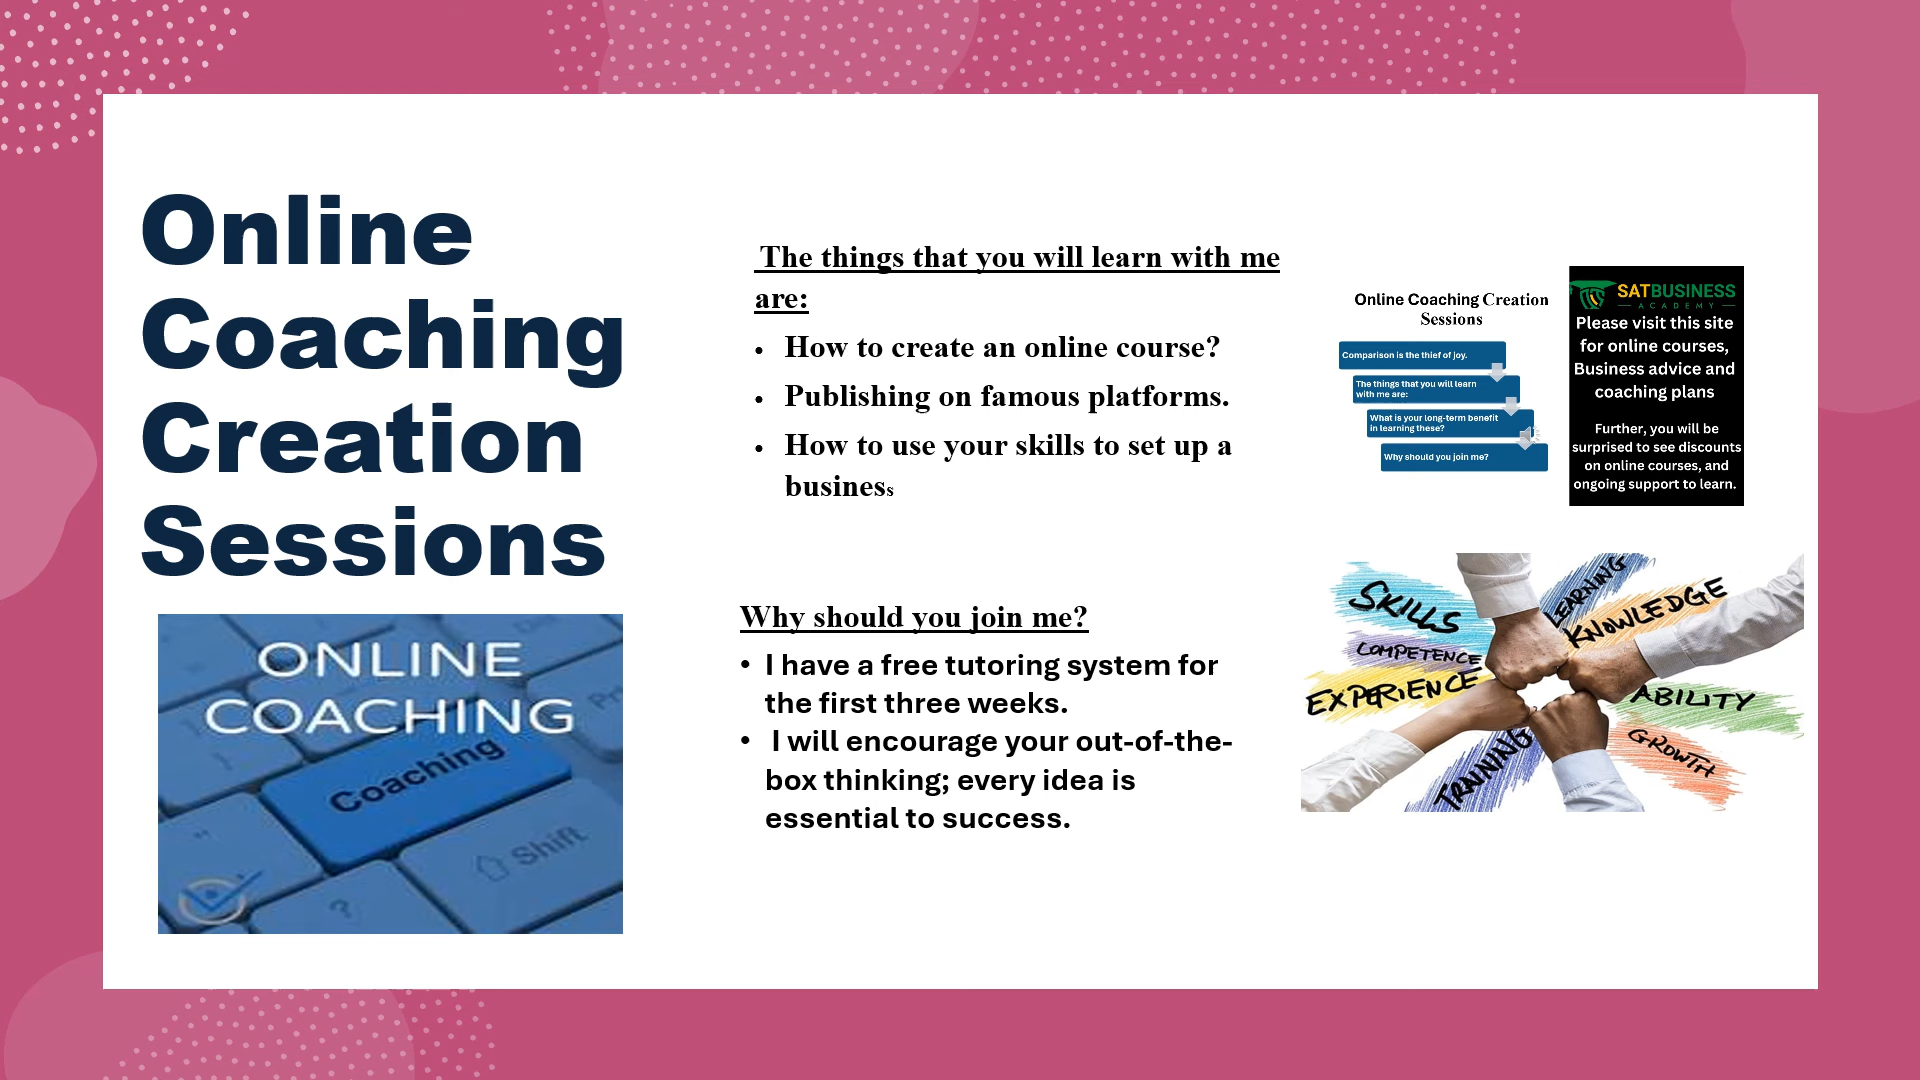 Online
Coaching
Creation
Sessions
ONLINE
COACHING
Coaching
Shift
?
The things that you will learn with me
are:
• How to create an online course?
• Publishing on famous platforms.
• How to use your skills to set up a
business
Why should you join me?
• I have a free tutoring system for
the first three weeks.
• I will encourage your out-of-the-
box thinking; every idea is
essential to success.
Online Coaching Creation
Sessions
Comparison is the thief of joy.
The things that you will learn
with me are:
What is your long-term benefit
in learning these?
Why should you join me?
SATBUSINESS
ACADEMY
Please visit this site
for online courses,
Business advice and
coaching plans
Further, you will be
surprised to see discounts
on online courses, and
ongoing support to learn.
SKILLS
LEARNING
KNOWLEDGE
COMPETENCE
EXPERIENCE
ABILITY
TRAINING
GROWTH